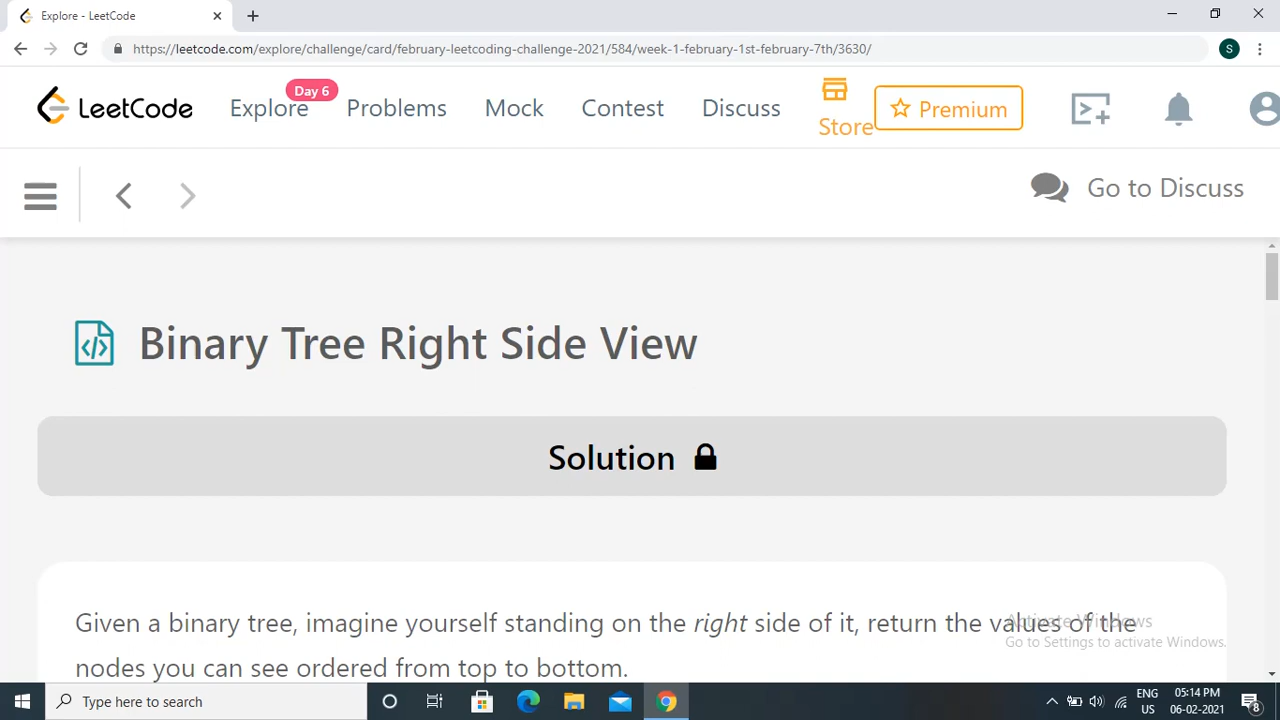 Explore - LeetCode
https://leetcode.com/explore/challenge/card/february-leetcoding-challenge-2021/584/week-1-february-1st-february-7th/3630/
S
LeetCode
Explore
Day 6
Problems
Mock
Contest
Discuss
Store
Premium
Go to Discuss
Binary Tree Right Side View
Solution
Given a binary tree, imagine yourself standing on the right side of it, return the values of the
nodes you can see ordered from top to bottom.
Activate Windows
Go to Settings to activate Windows.
Type here to search
ENG
US
05:14 PM
06-02-2021
8